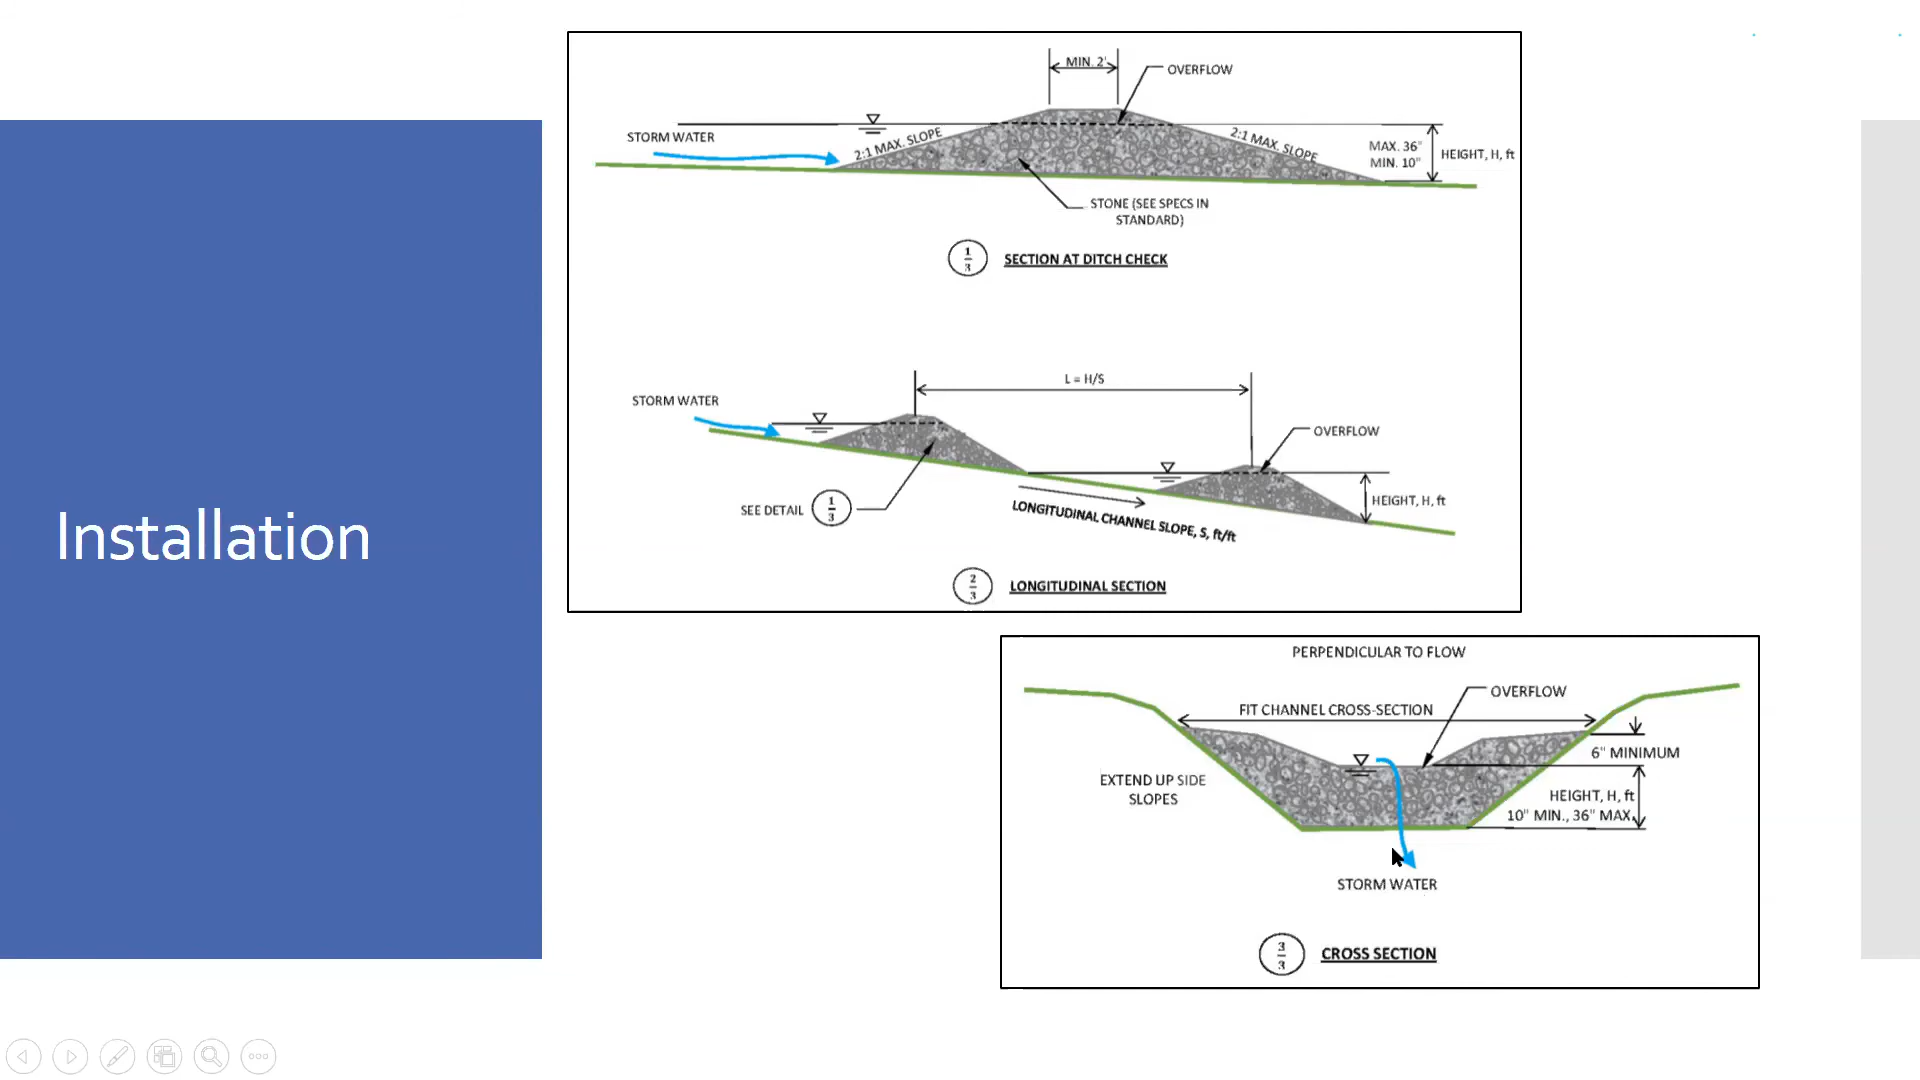 Installation
MIN. 2'
OVERFLOW
STORM WATER
2:1 MAX. SLOPE
2:1 MAX. SLOPE
MAX. 36"
MIN. 10"
HEIGHT, H, ft
STONE (SEE SPECS IN
STANDARD)
1
3
SECTION AT DITCH CHECK
L = H/S
STORM WATER
OVERFLOW
SEE DETAIL
1
3
HEIGHT, H, ft
LONGITUDINAL CHANNEL SLOPE, S, ft/ft
2
3
LONGITUDINAL SECTION
PERPENDICULAR TO FLOW
OVERFLOW
FIT CHANNEL CROSS-SECTION
6" MINIMUM
EXTEND UP SIDE
SLOPES
HEIGHT, H, ft
10" MIN., 36" MAX.
STORM WATER
3
3
CROSS SECTION